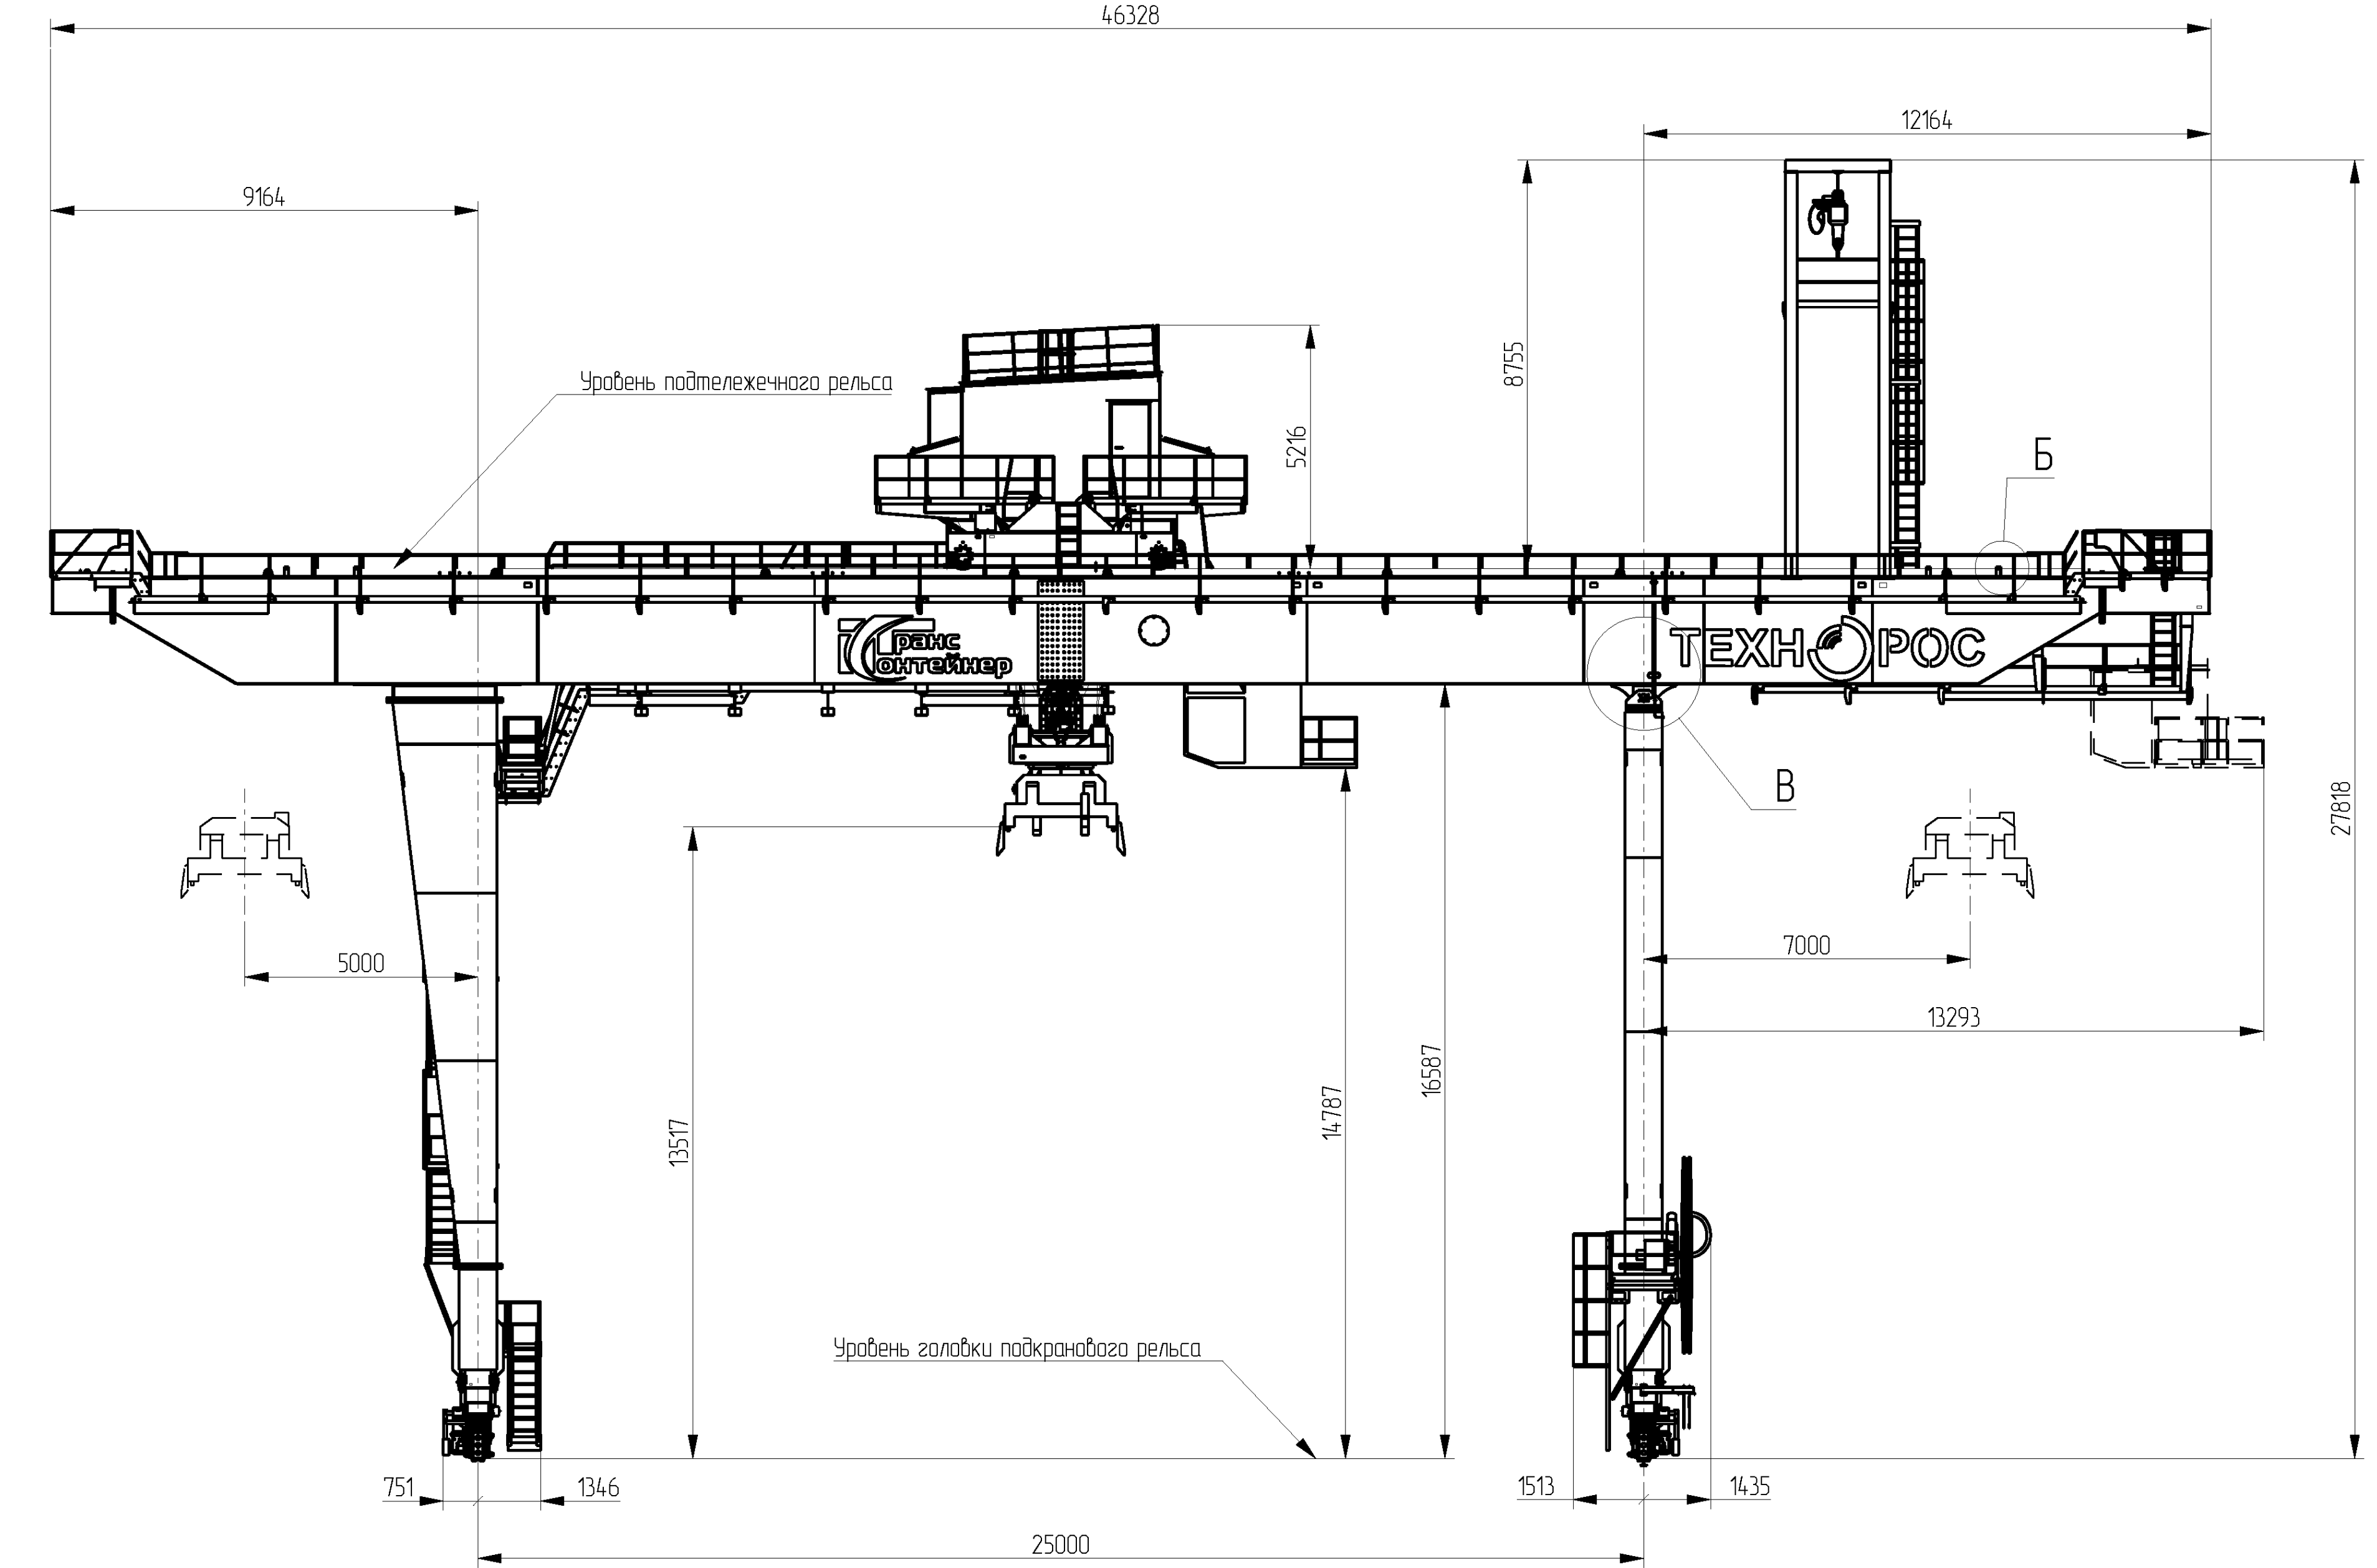 46328
12164
9164
8755
Уровень подтележечного рельса
5216
Б
Транс
Контейнер
ТЕХНОРОС
В
27818
5000
7000
13293
13517
14787
16587
Уровень головки подкранового рельса
751
1346
1513
1435
25000